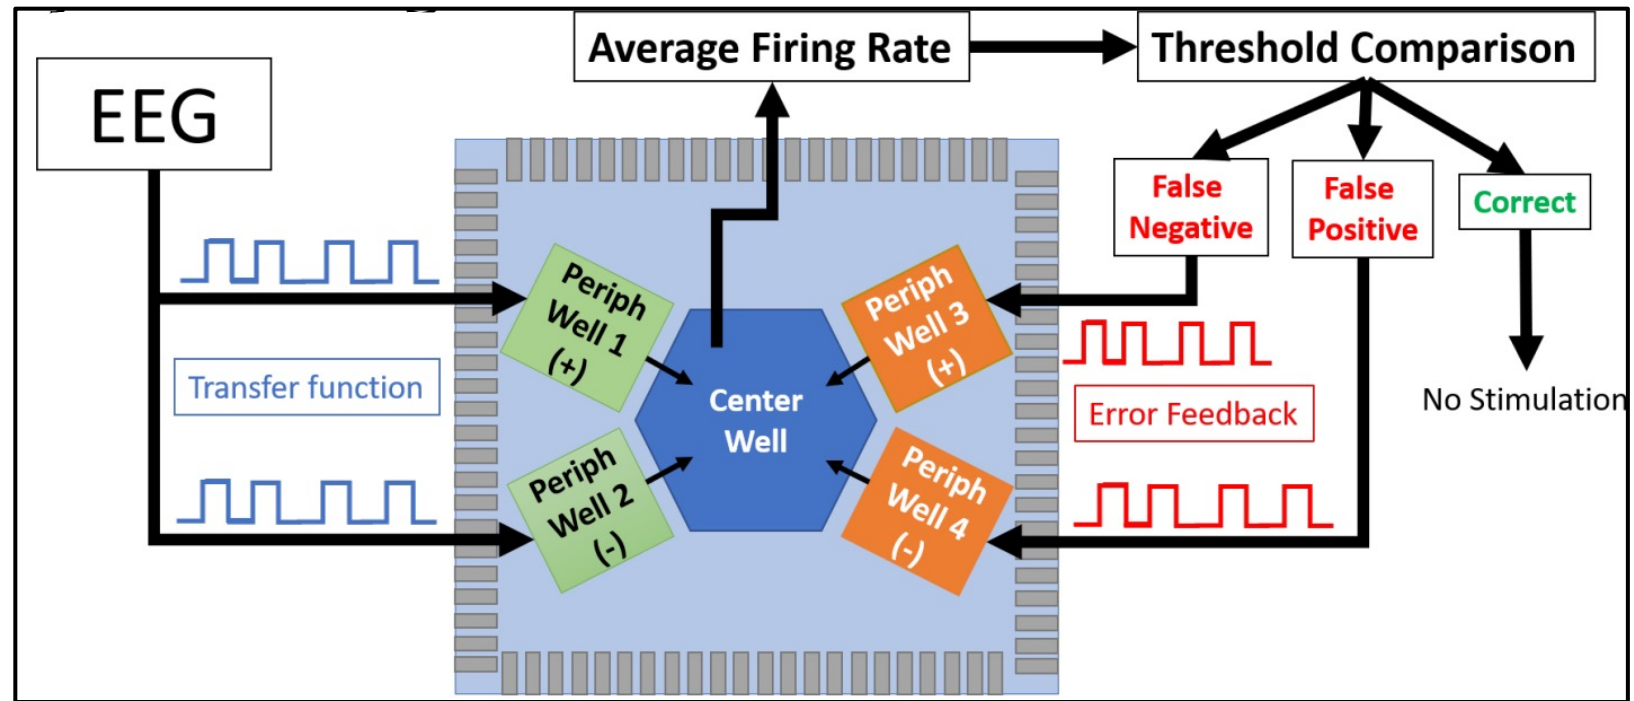 EEG
Average Firing Rate
Threshold Comparison
False
Negative
False
Positive
Correct
No Stimulation
Transfer function
Periph
Well 1
(+)
Periph
Well 2
(-)
Center
Well
Periph
Well 3
(+)
Periph
Well 4
(-)
Error Feedback